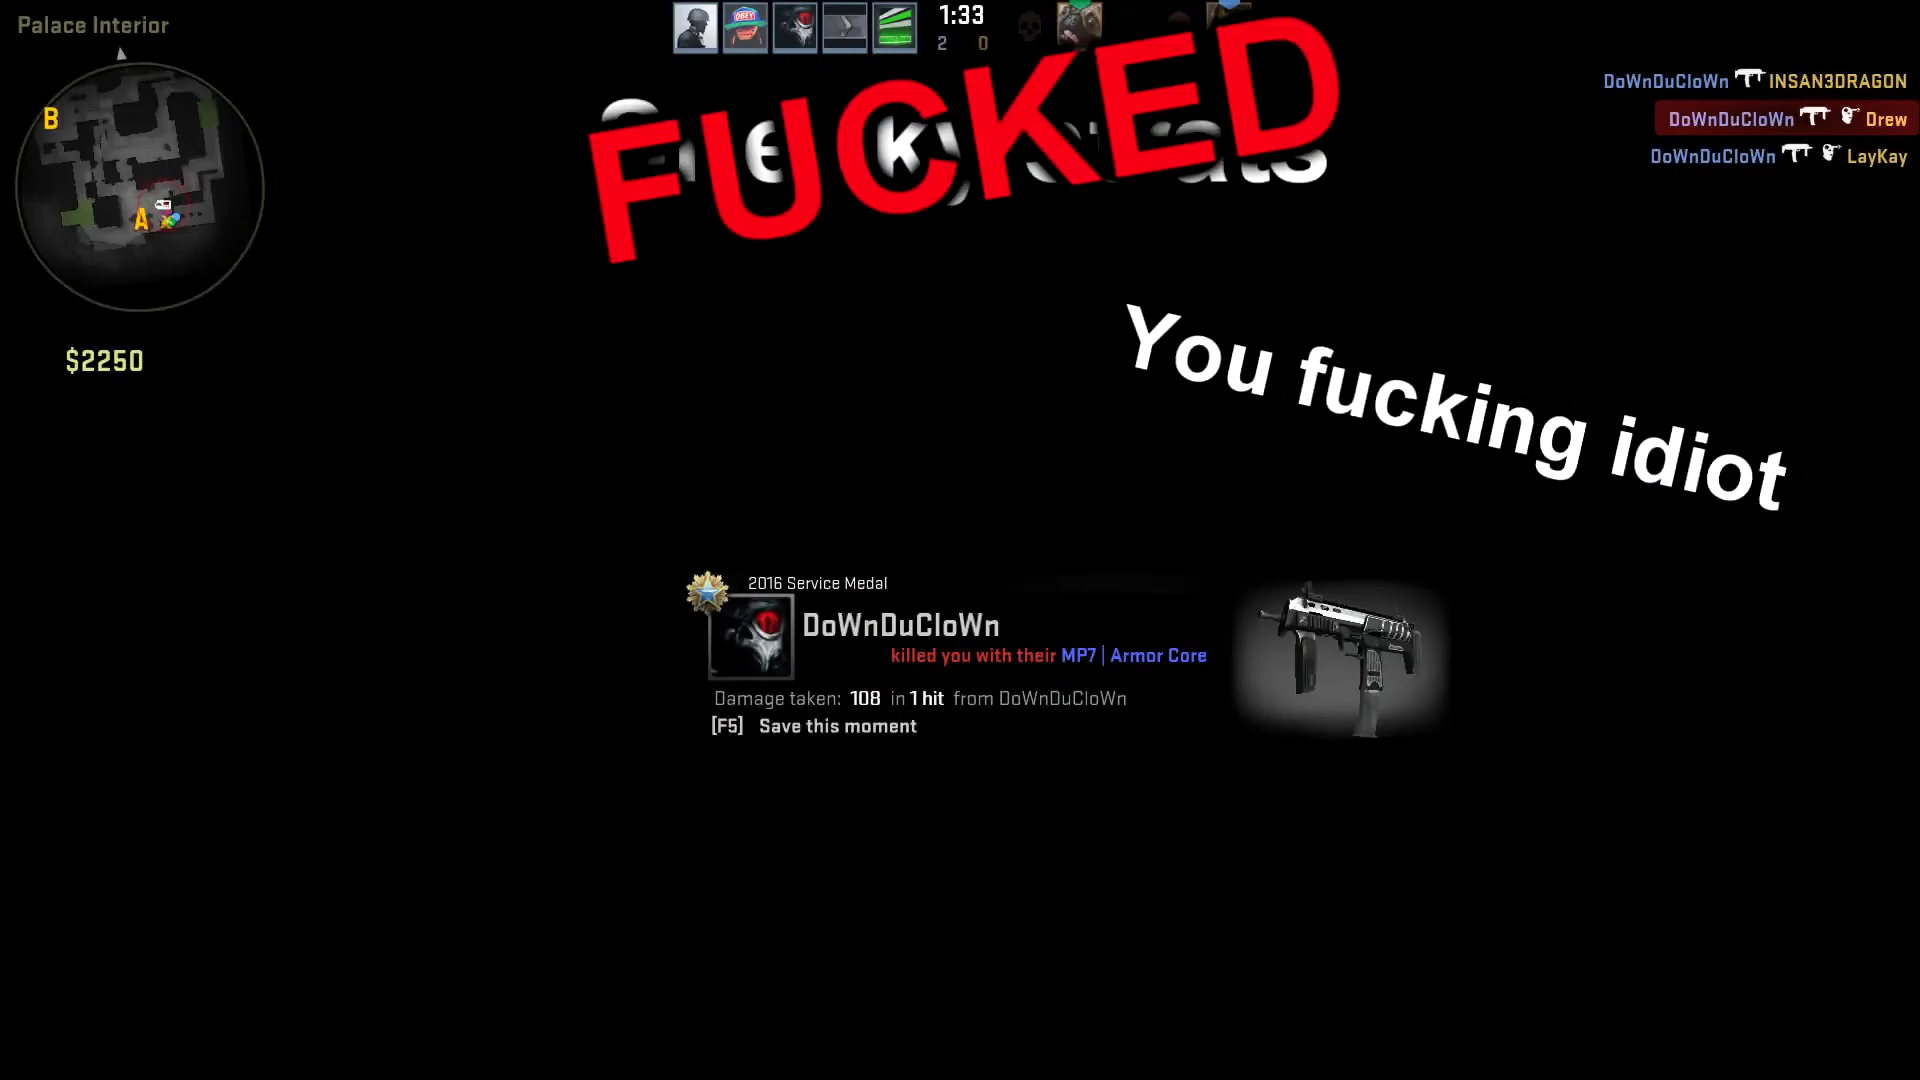 Palace Interior
B
A
$2250
OBEY
1:33
2 0
FUCKED
You fucking idiot
DoWnDuCloWn INSAN3DRAGON
DoWnDuCloWn Drew
DoWnDuCloWn LayKay
2016 Service Medal
DoWnDuCloWn
killed you with their MP7 | Armor Core
Damage taken: 108 in 1 hit from DoWnDuCloWn
[F5] Save this moment